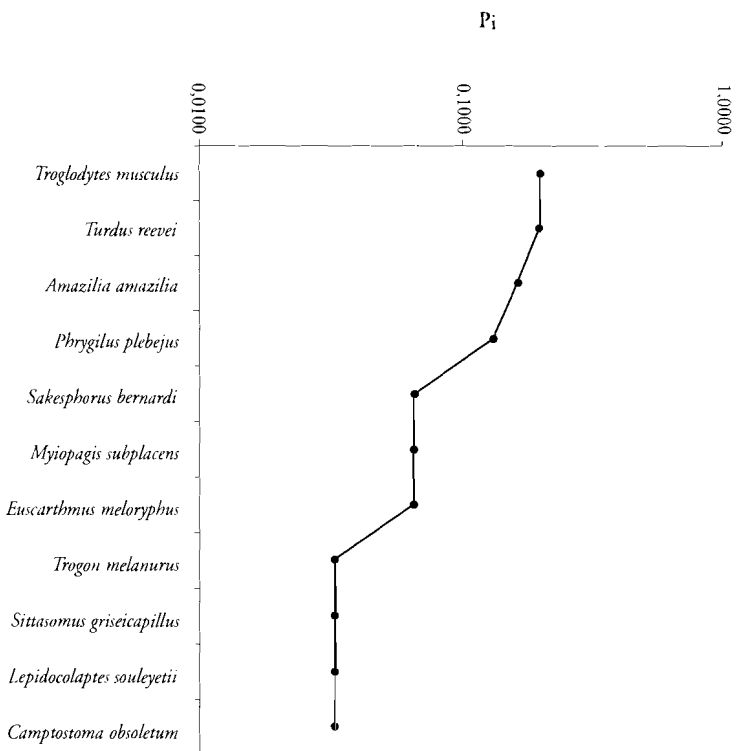 Pi
0,0100
0,1000
1,0000
Troglodytes musculus
Turdus reevei
Amazilia amazilia
Phrygilus plebejus
Sakesphorus bernardi
Myiopagis subplacens
Euscarthmus meloryphus
Trogon melanurus
Sittasomus griseicapillus
Lepidocolaptes souleyetii
Camptostoma obsoletum